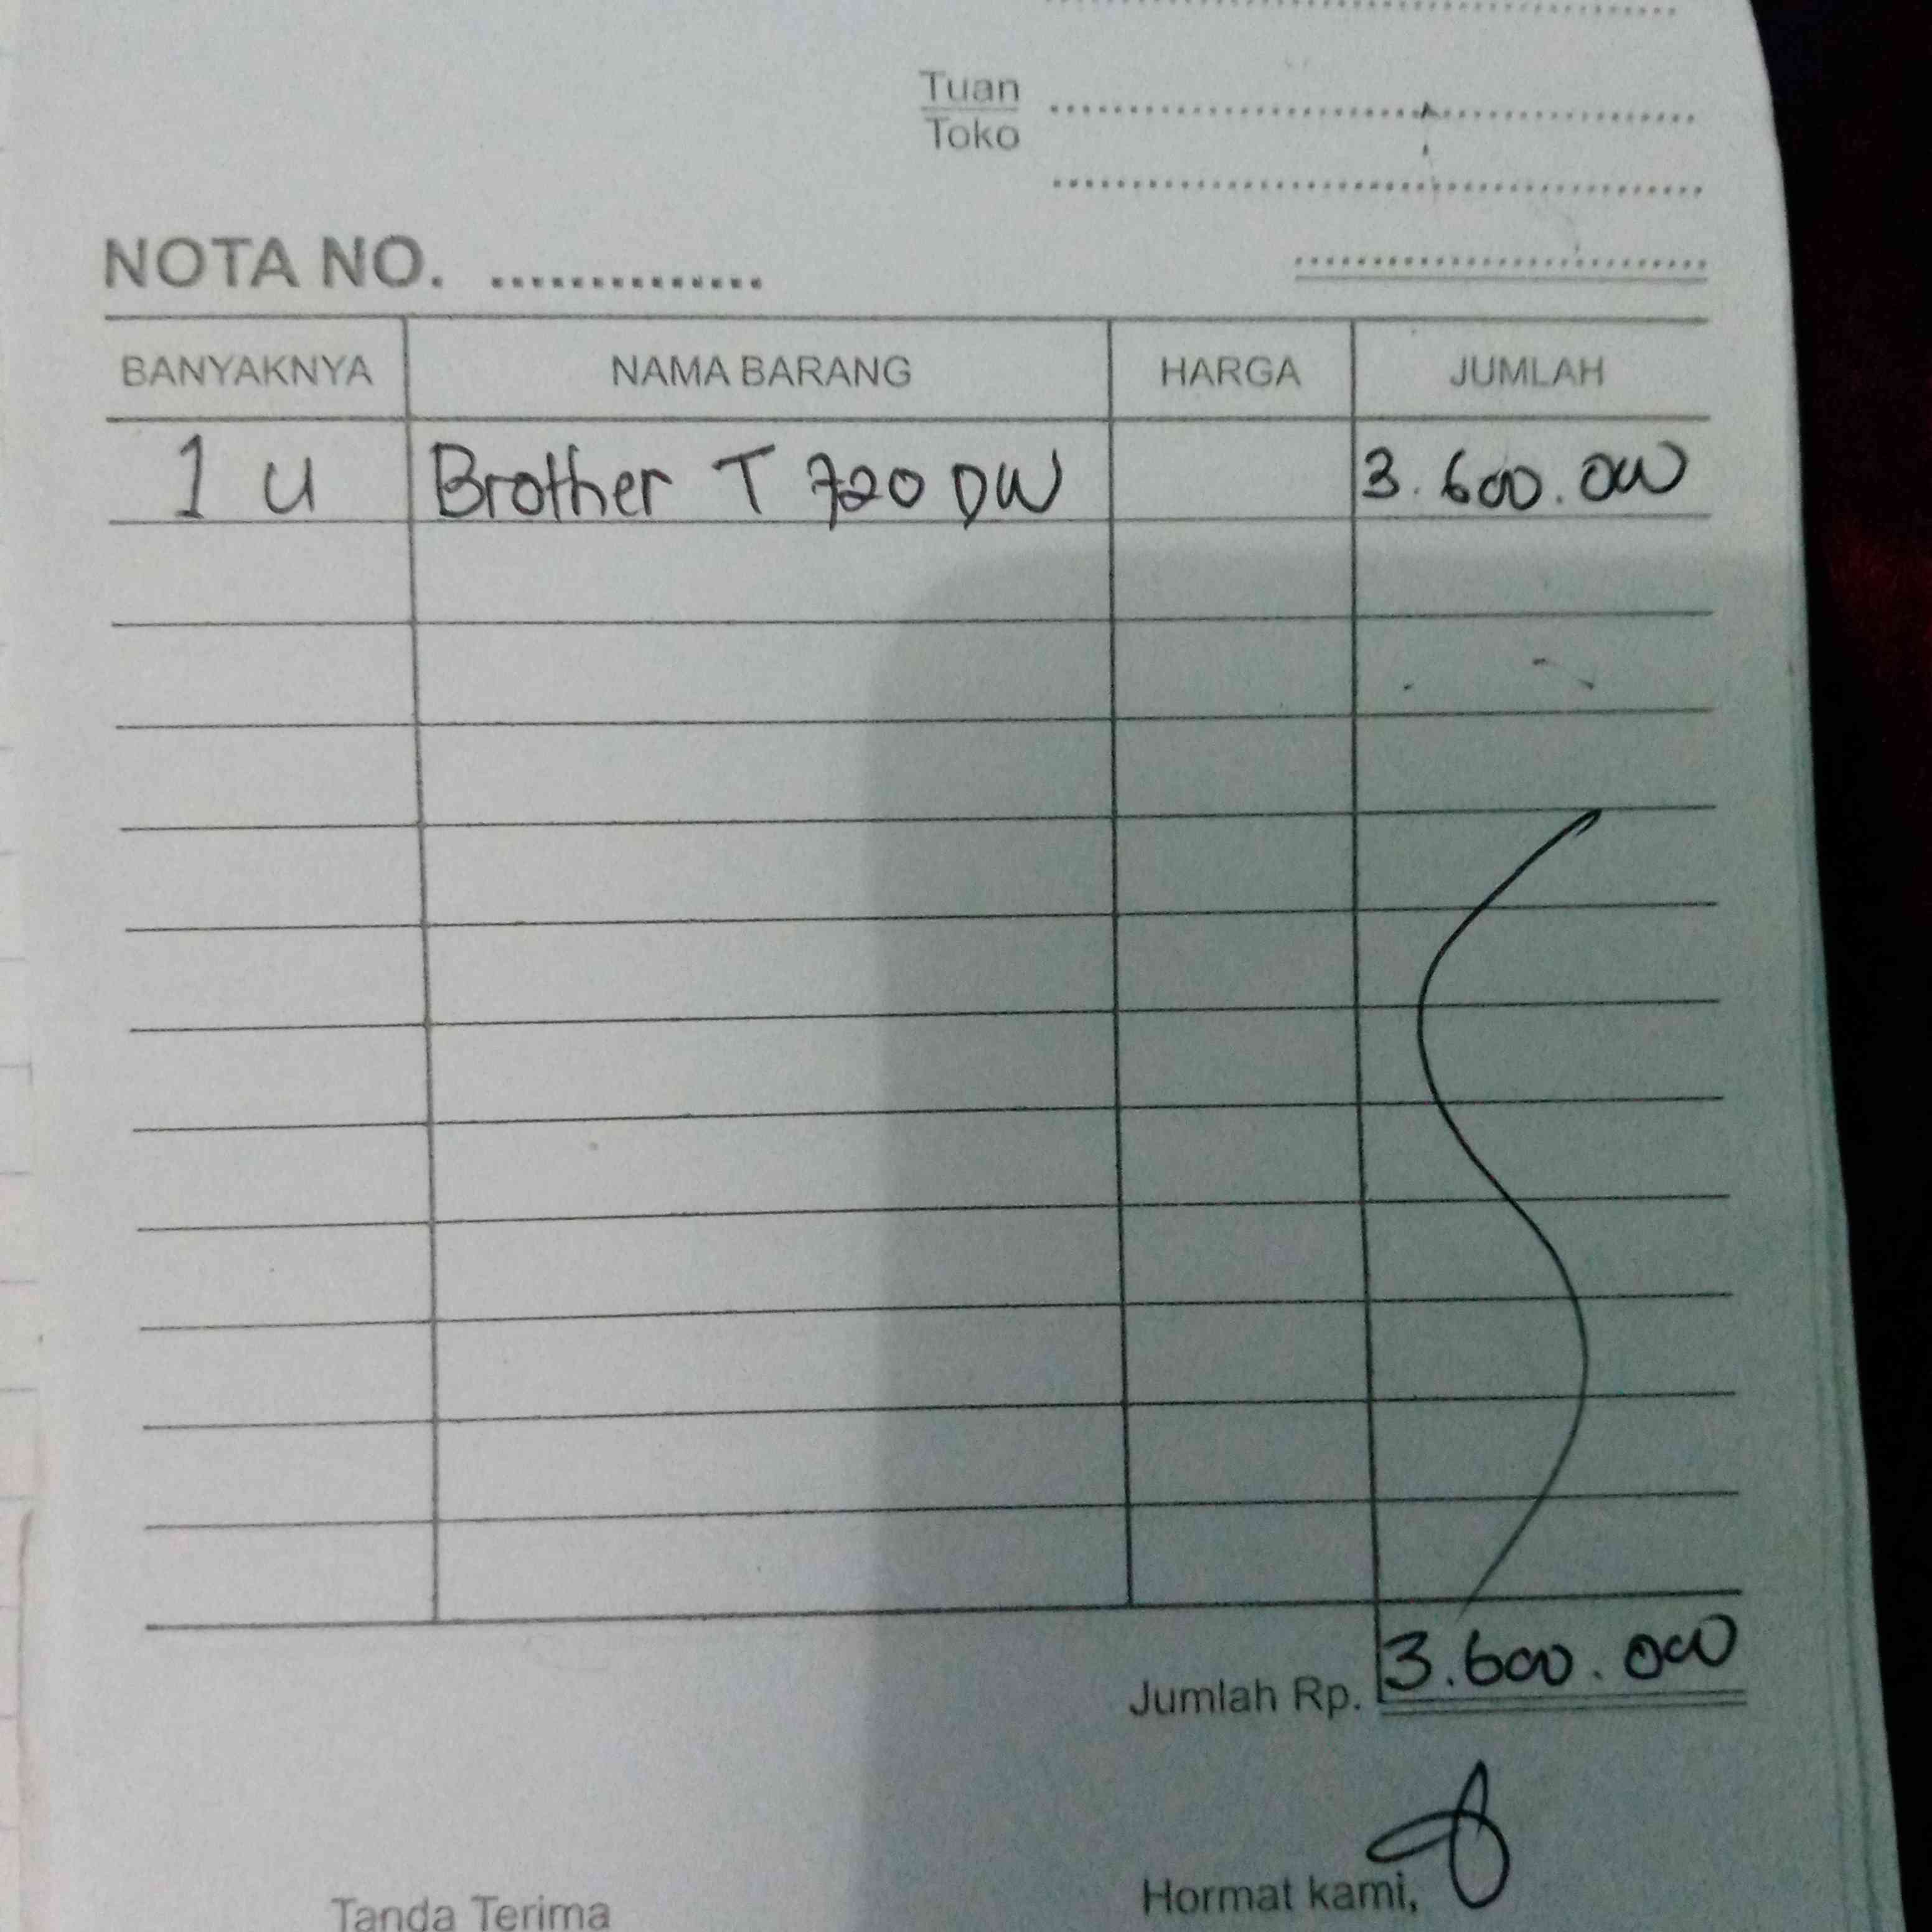 Tuan
Toko
NOTA NO.
BANYAKNYA NAMA BARANG HARGA JUMLAH
1 U Brother T 720 DW 3.600.000
Jumlah Rp. 3.600.000
Tanda Terima Hormat kami,